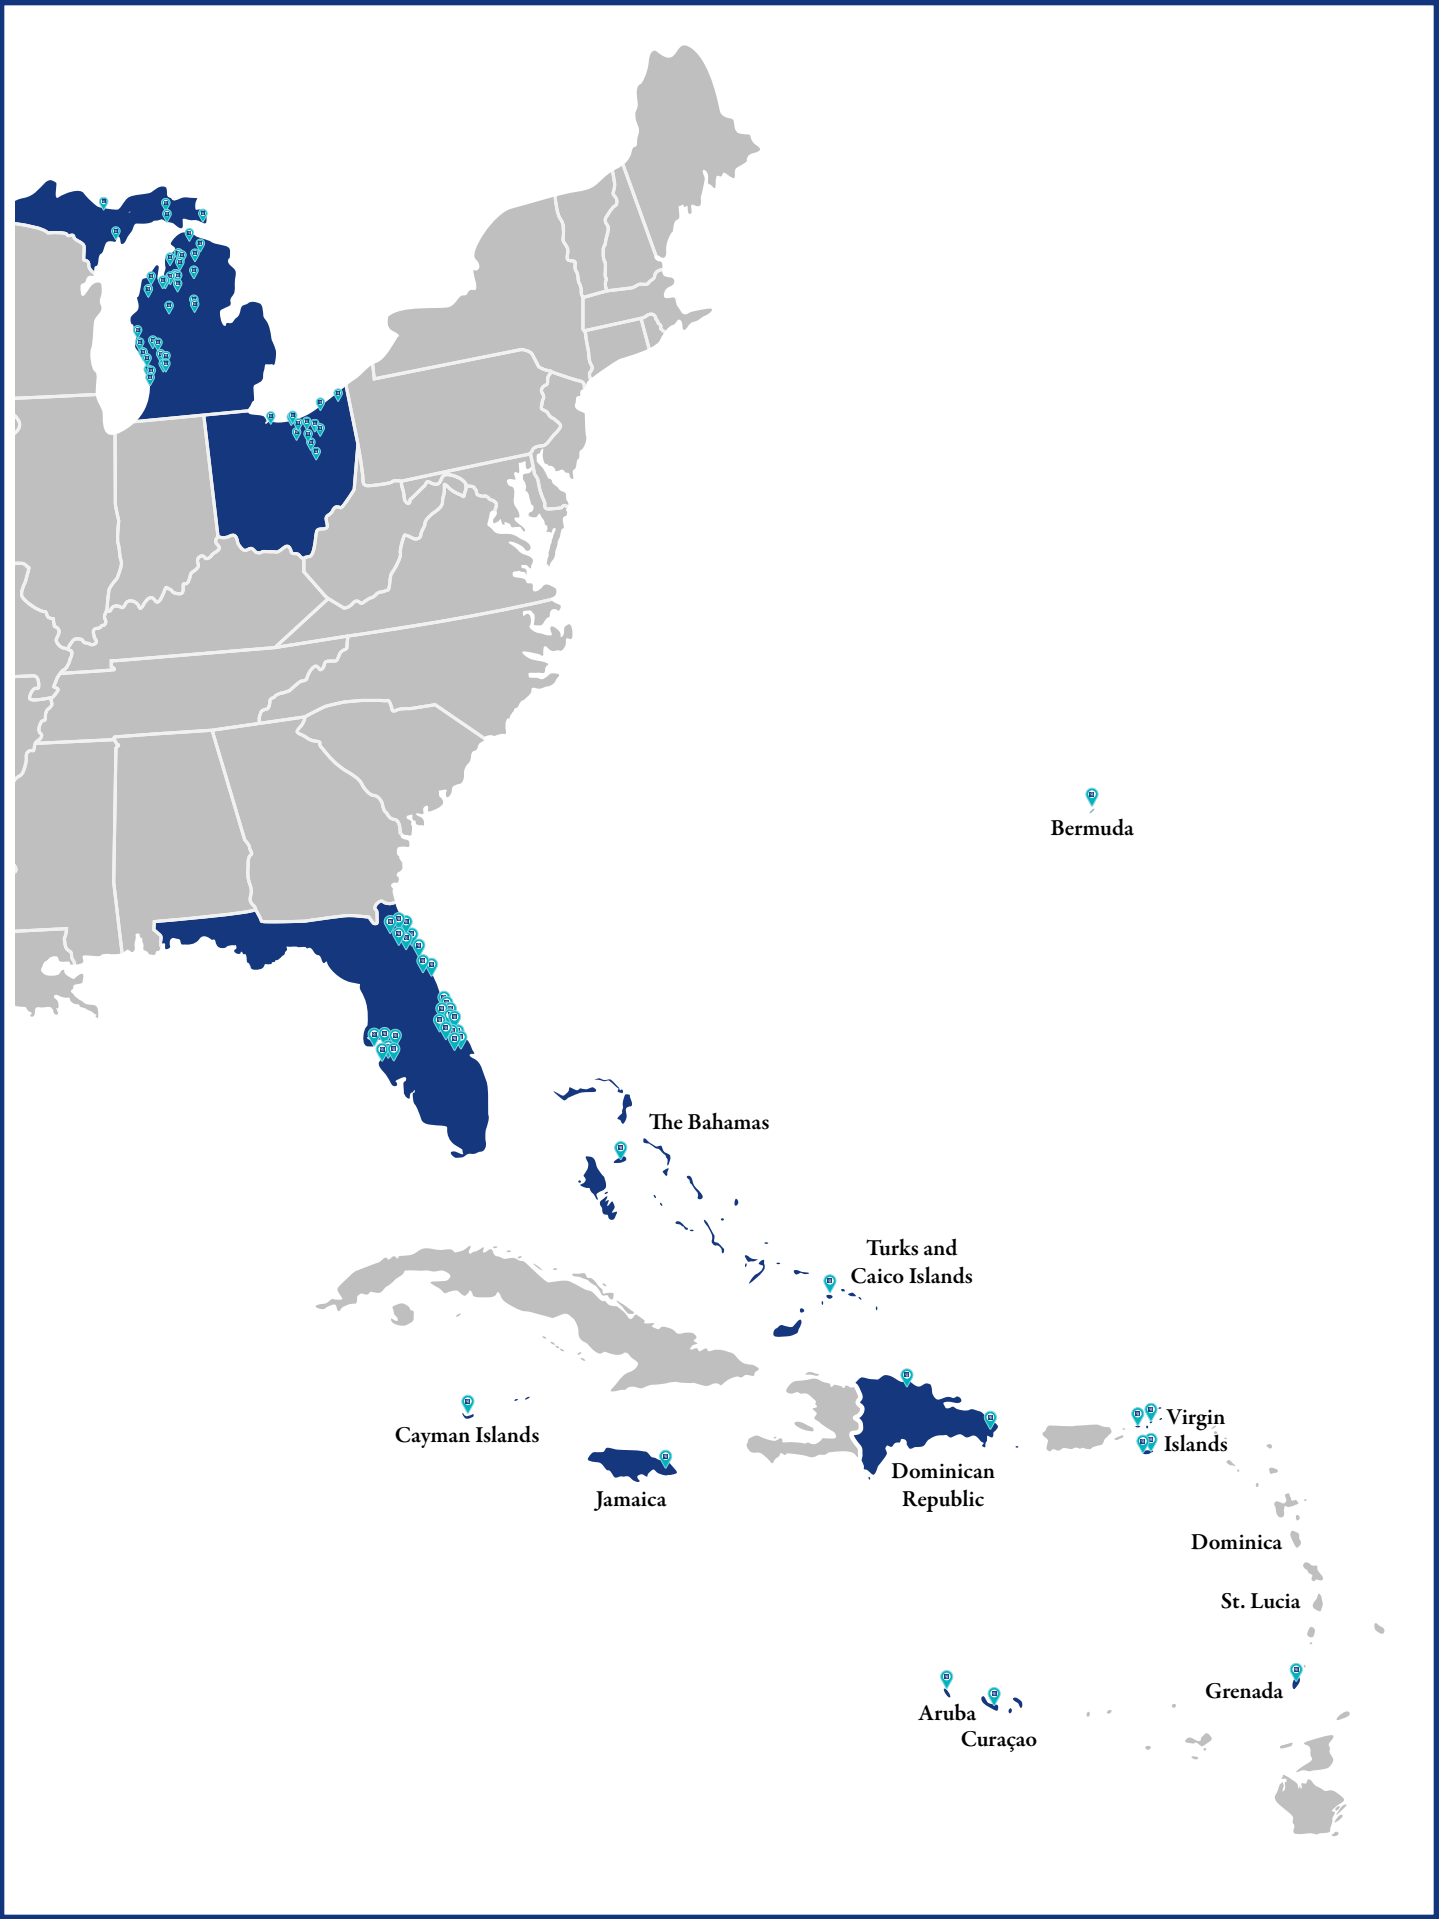 Bermuda
The Bahamas
Turks and
Caico Islands
Virgin
Islands
Cayman Islands
Dominican
Republic
Jamaica
Dominica
St. Lucia
Grenada
Aruba
Curaçao